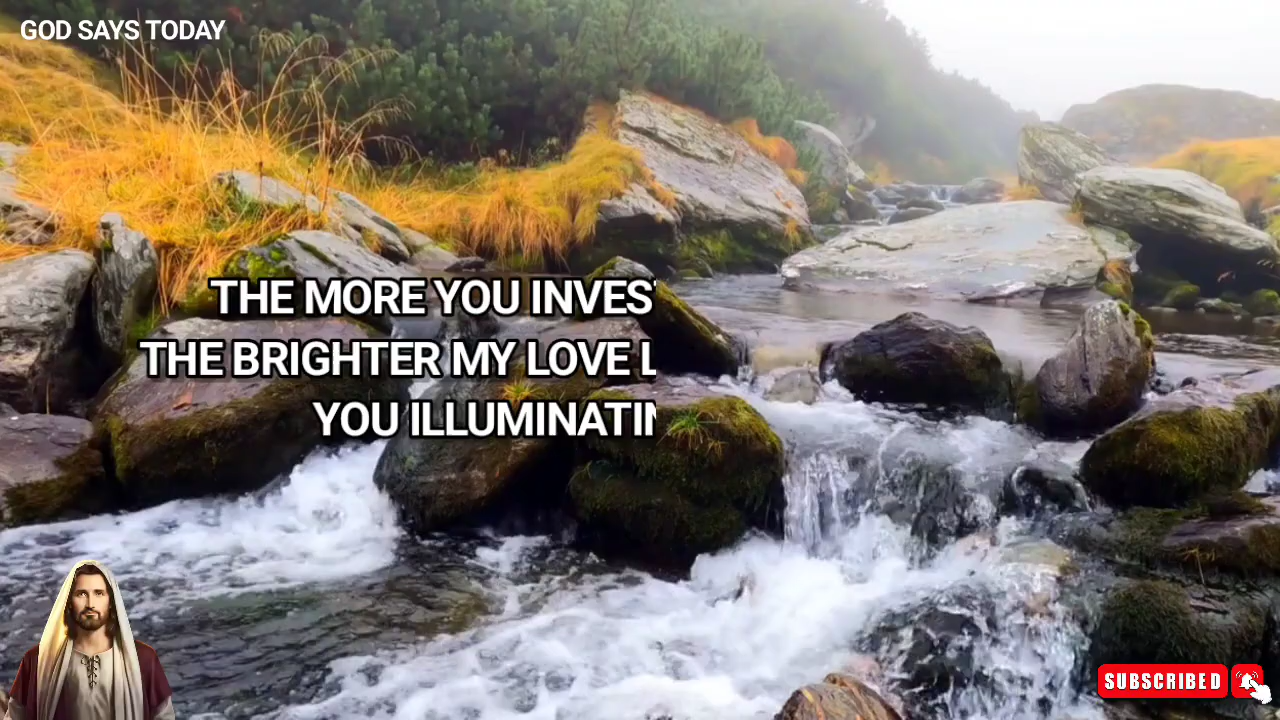 GOD SAYS TODAY
THE MORE YOU INVES
THE BRIGHTER MY LOVE
YOU ILLUMINATI
SUBSCRIBED